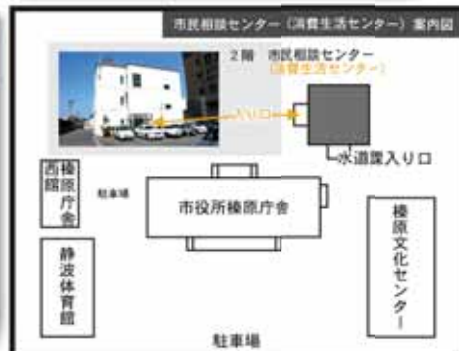 市民相談センター（消費生活センター）案内図
2階 市民相談センター
（消費生活センター）
入り口
水道課入り口
榛原庁舎
西館
駐車場
市役所榛原庁舎
榛原文化センター
静波体育館
駐車場